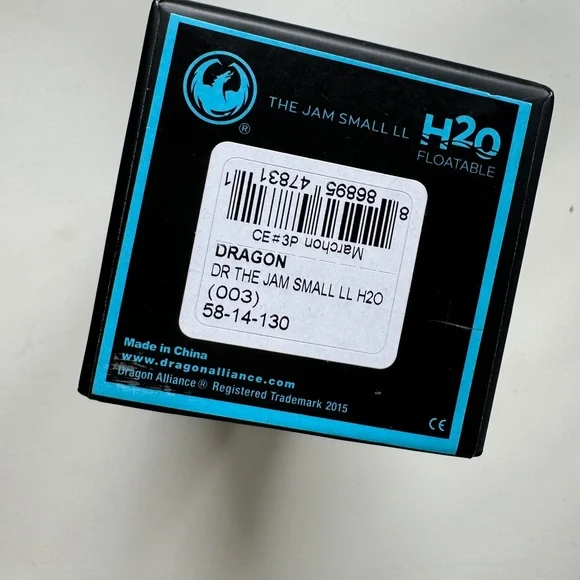 ®
THE JAM SMALL LL
H2O
FLOATABLE
8 86895 47831 1
Marchon CE#3P
DRAGON
DR THE JAM SMALL LL H2O
(003)
58-14-130
Made in China
www.dragonalliance.com
Dragon Alliance® Registered Trademark 2015
CE